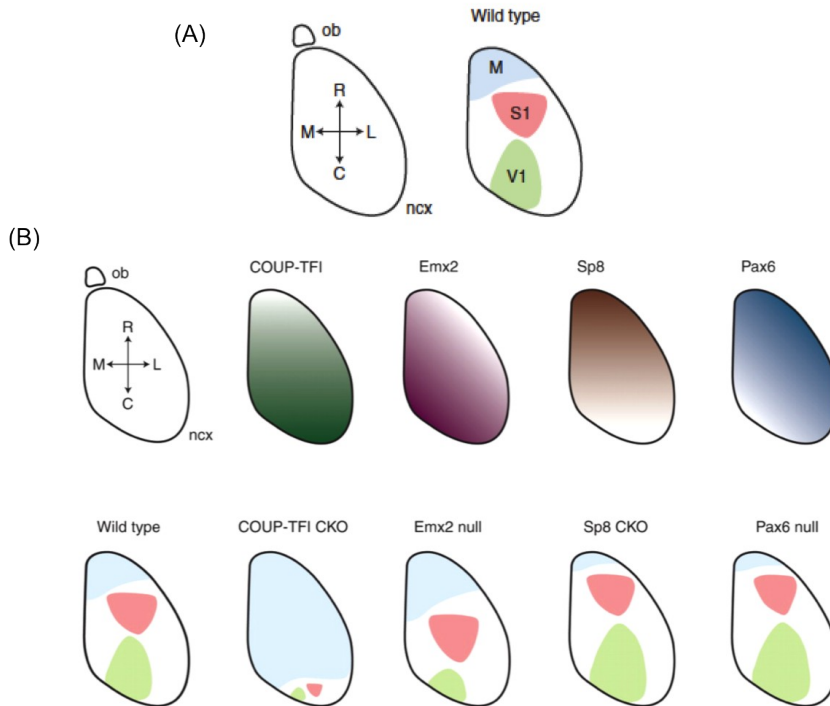 (A)
ob
Wild type
R
M L
C
ncx
M
S1
V1
(B)
ob
COUP-TFI
Emx2
Sp8
Pax6
R
M L
C
ncx
Wild type
COUP-TFI CKO
Emx2 null
Sp8 CKO
Pax6 null